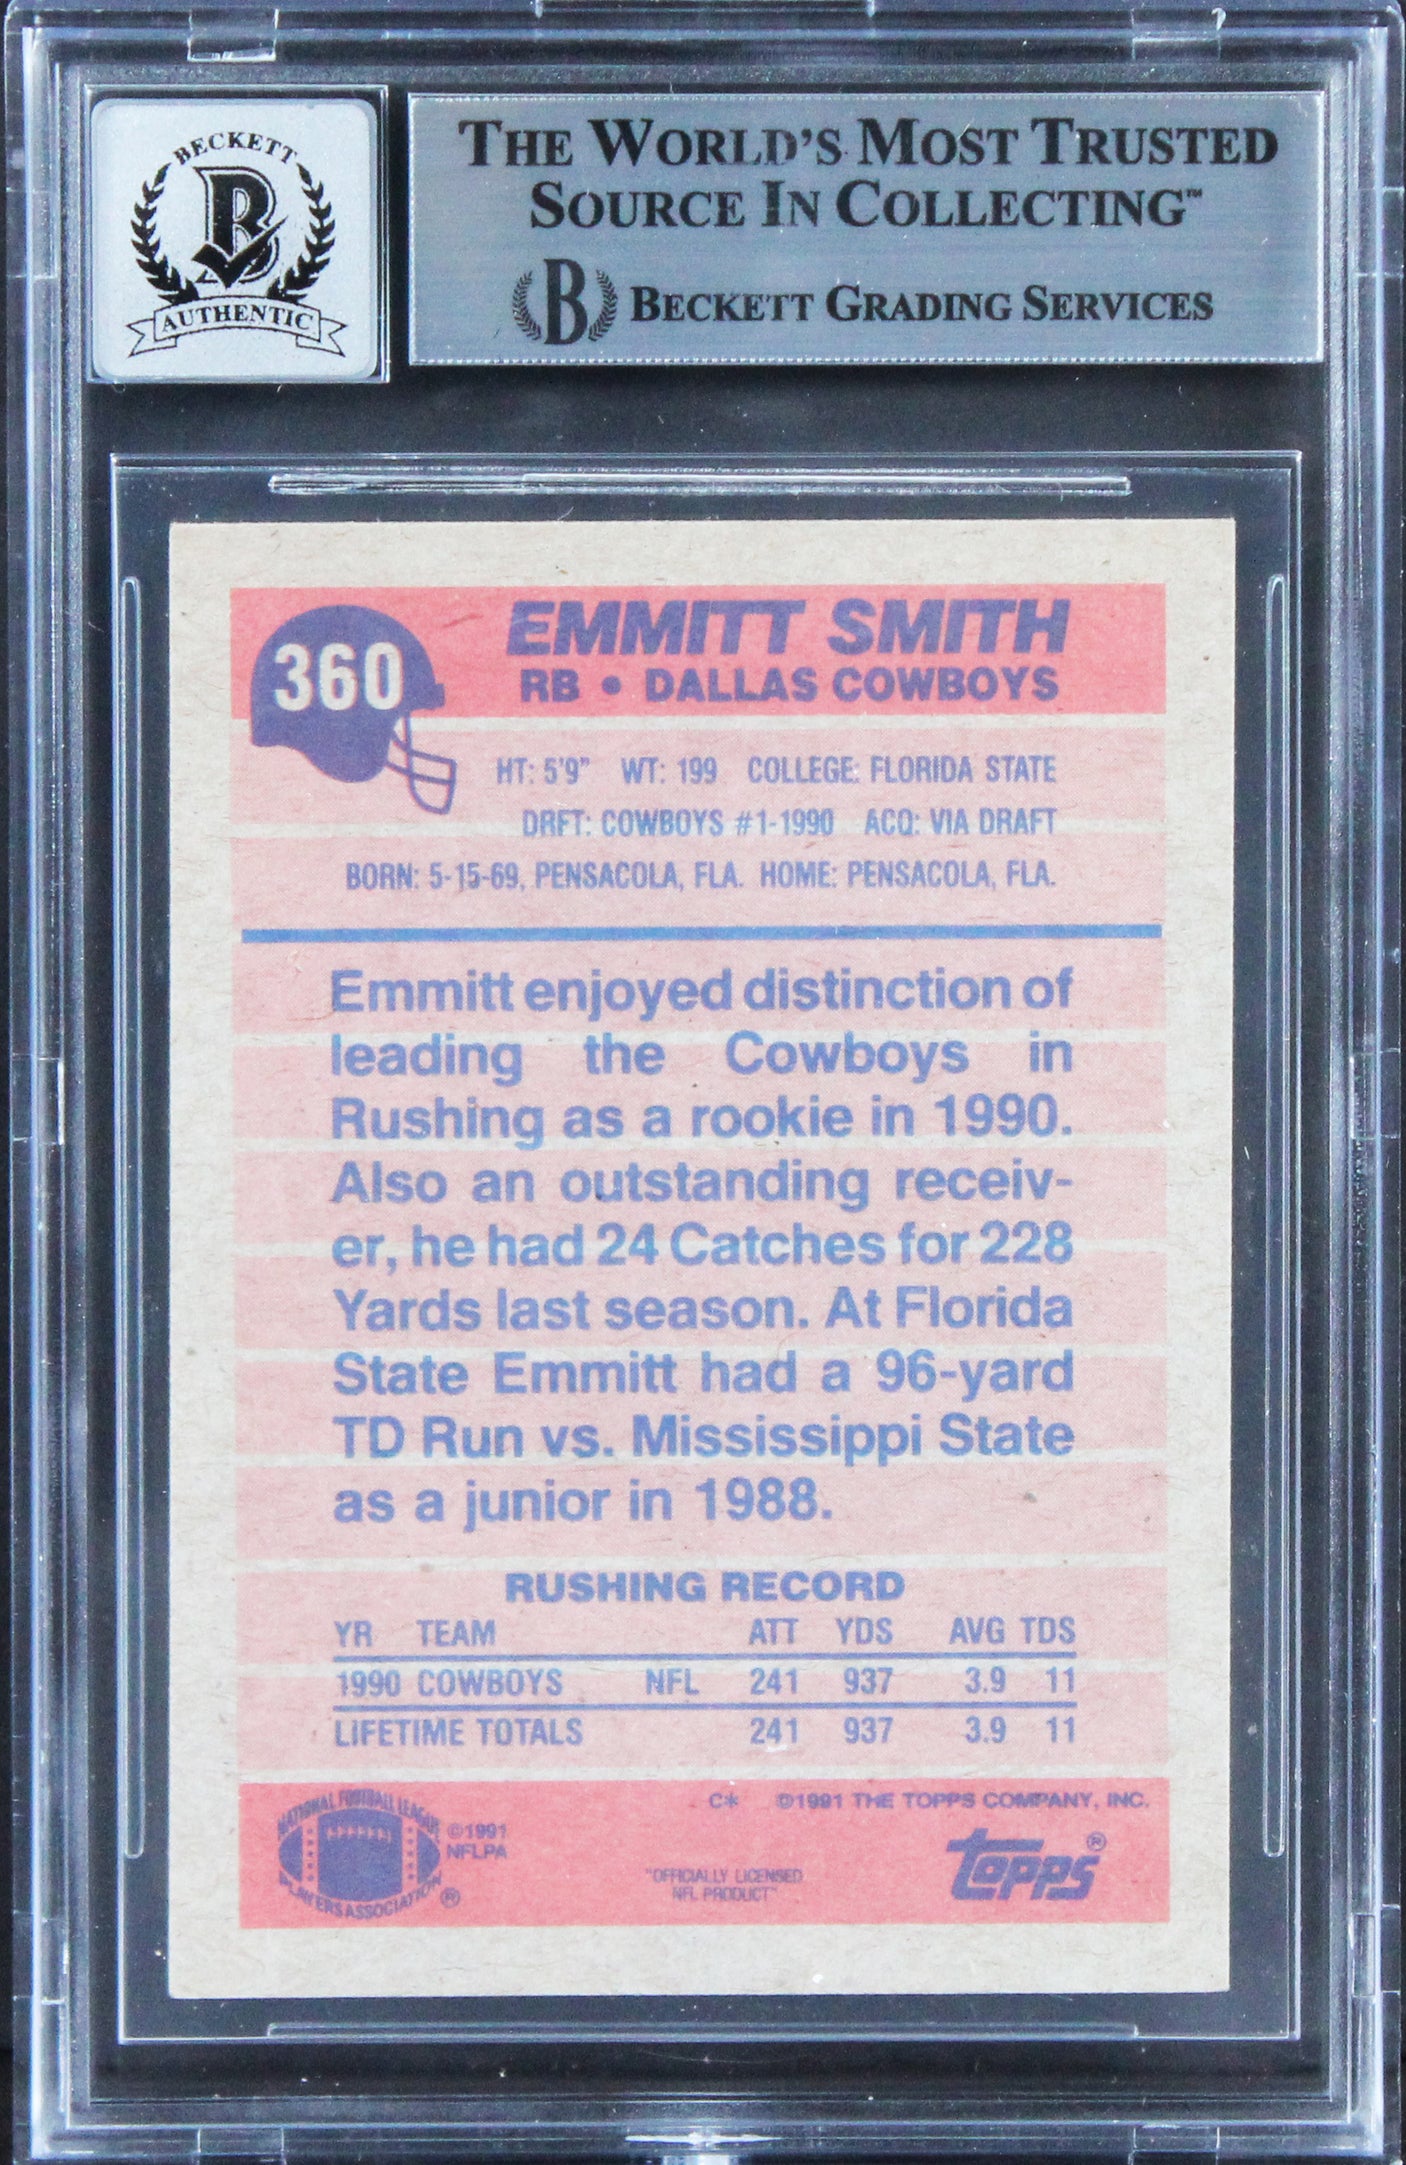 BECKETT
B
AUTHENTIC
THE WORLD'S MOST TRUSTED
SOURCE IN COLLECTING™
B BECKETT GRADING SERVICES
360
EMMITT SMITH
RB • DALLAS COWBOYS
HT: 5'9" WT: 199 COLLEGE: FLORIDA STATE
DRFT: COWBOYS #1-1990 ACQ: VIA DRAFT
BORN: 5-15-69, PENSACOLA, FLA. HOME: PENSACOLA, FLA.
Emmitt enjoyed distinction of
leading the Cowboys in
Rushing as a rookie in 1990.
Also an outstanding receiv-
er, he had 24 Catches for 228
Yards last season. At Florida
State Emmitt had a 96-yard
TD Run vs. Mississippi State
as a junior in 1988.
RUSHING RECORD
YR TEAM ATT YDS AVG TDS
1990 COWBOYS NFL 241 937 3.9 11
LIFETIME TOTALS 241 937 3.9 11
C* ©1991 THE TOPPS COMPANY, INC.
NATIONAL FOOTBALL LEAGUE
PLAYERS ASSOCIATION ®
©1991
NFLPA
"OFFICIALLY LICENSED
NFL PRODUCT"
TOPPS ®